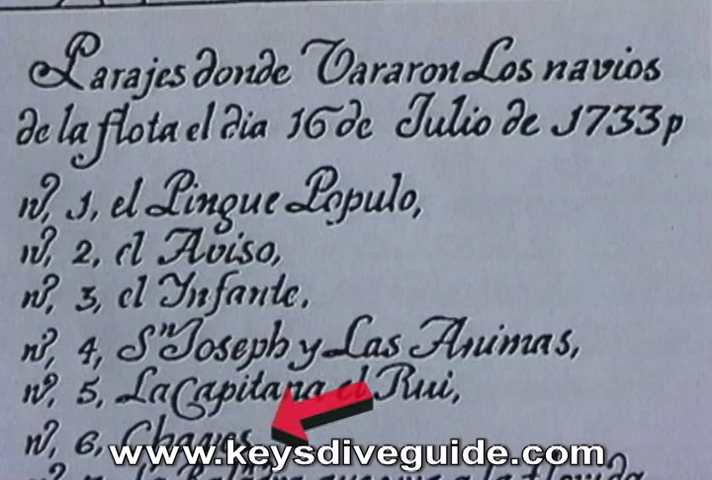 Parajes donde Vararon Los navios
de la flota el dia 16 de Julio de 1733 p
nº, 1, el Pingue Populo,
nº, 2, el Aviso,
nº, 3, el Ynfante,
nº, 4, Sⁿ Joseph y Las Animas,
nº, 5, La Capitana el Rui,
nº, 6, Chaves
www.keysdiveguide.com